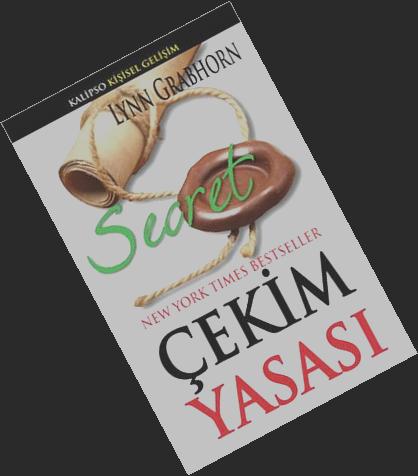 KALİPSO KİŞİSEL GELİŞİM
LYNN GRABHORN
Secret
NEW YORK TIMES BESTSELLER
ÇEKİM
YASASI